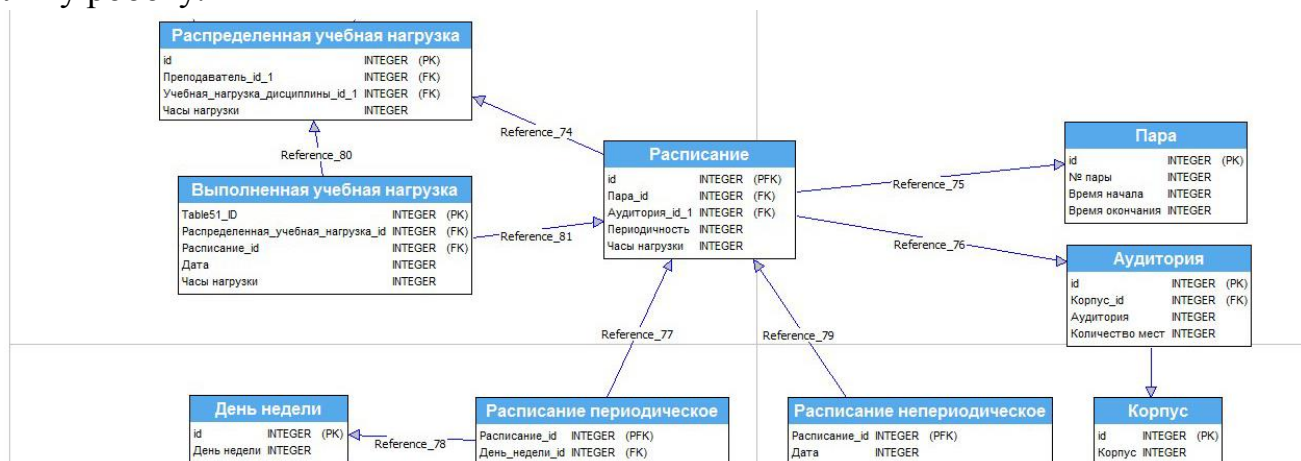 Распределенная учебная нагрузка
id INTEGER (PK)
Преподаватель_id_1 INTEGER (FK)
Учебная_нагрузка_дисциплины_id_1 INTEGER (FK)
Часы нагрузки INTEGER
Reference_74
Reference_80
Расписание
id INTEGER (PFK)
Пара_id INTEGER (FK)
Аудитория_id_1 INTEGER (FK)
Периодичность INTEGER
Часы нагрузки INTEGER
Пара
id INTEGER (PK)
№ пары INTEGER
Время начала INTEGER
Время окончания INTEGER
Reference_75
Выполненная учебная нагрузка
Table51_ID INTEGER (PK)
Распределенная_учебная_нагрузка_id INTEGER (FK)
Расписание_id INTEGER (FK)
Дата INTEGER
Часы нагрузки INTEGER
Reference_81
Reference_76
Аудитория
id INTEGER (PK)
Корпус_id INTEGER (FK)
Аудитория INTEGER
Количество мест INTEGER
Reference_77
Reference_79
День недели
id INTEGER (PK)
День недели INTEGER
Reference_78
Расписание периодическое
Расписание_id INTEGER (PFK)
День_недели_id INTEGER (FK)
Расписание непериодическое
Расписание_id INTEGER (PFK)
Дата INTEGER
Корпус
id INTEGER (PK)
Корпус INTEGER